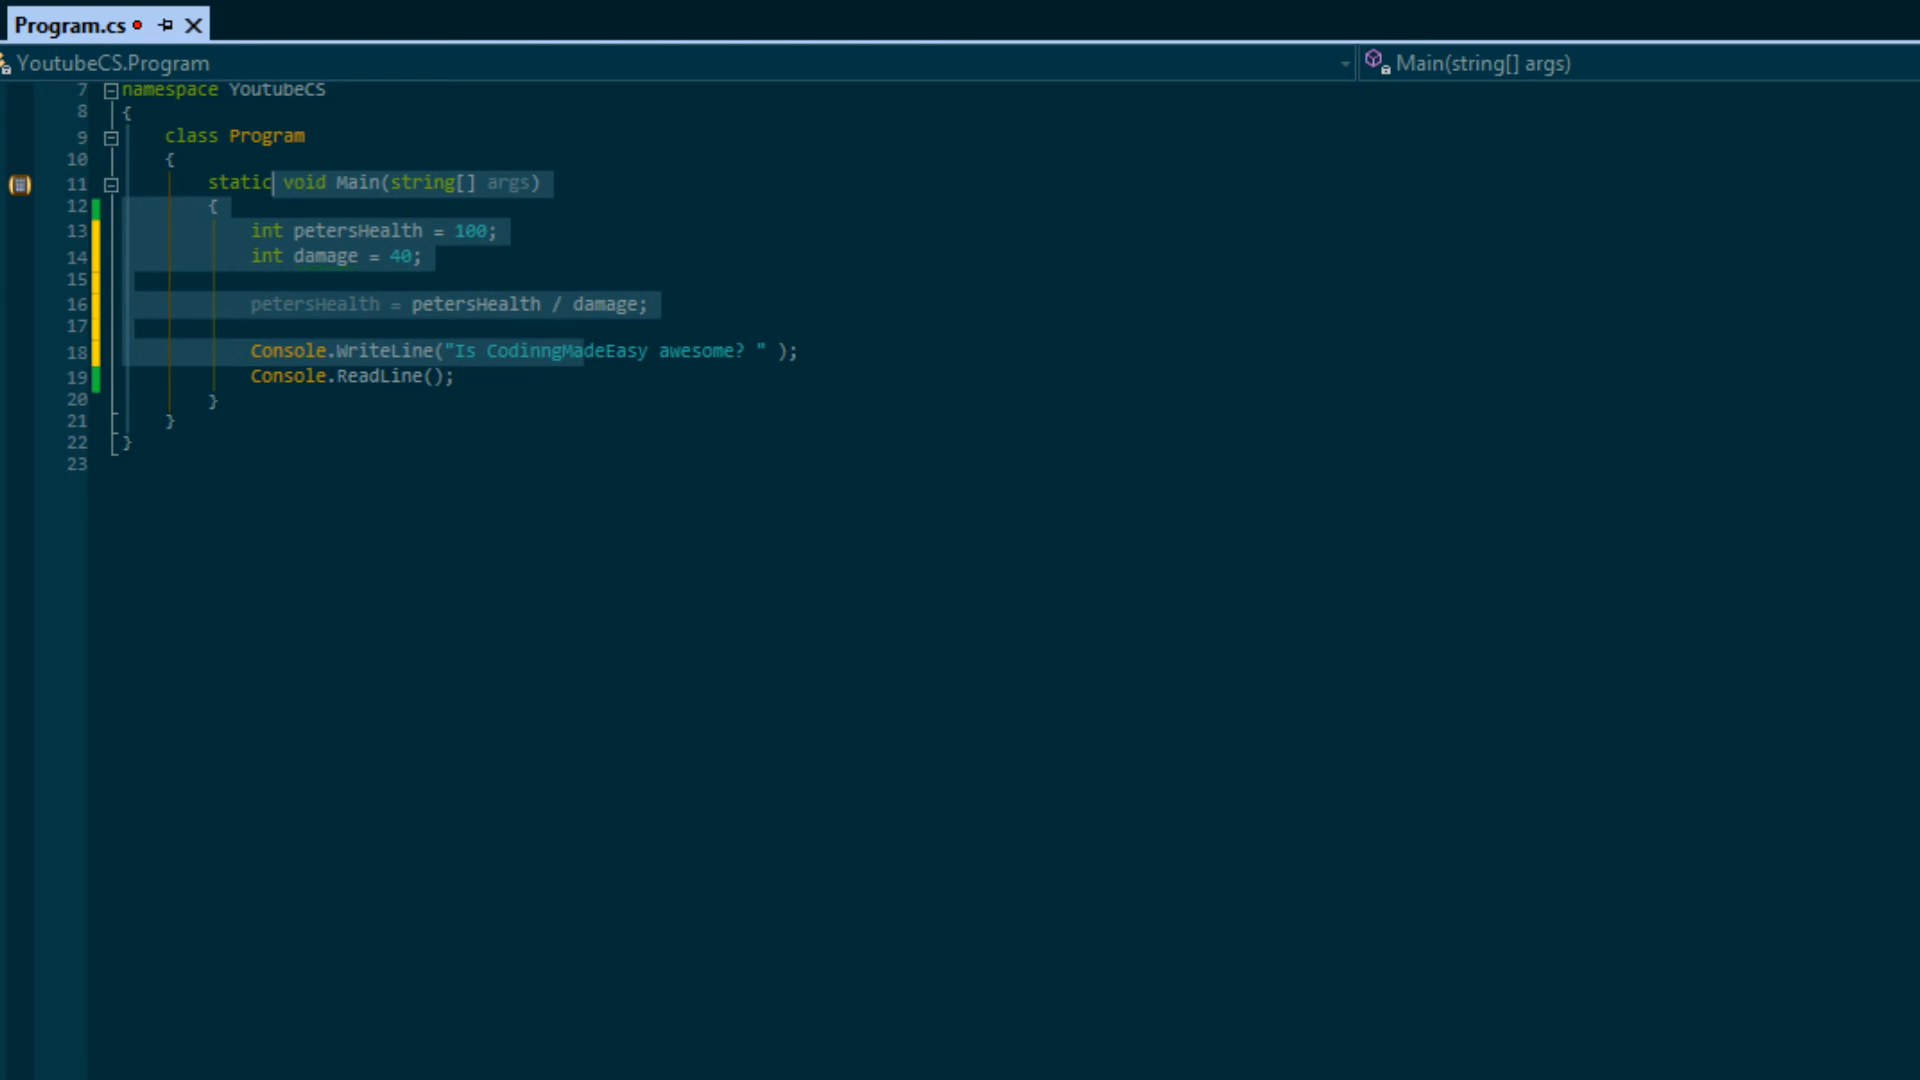 Program.cs
YoutubeCS.Program
Main(string[] args)
7 namespace YoutubeCS
8 {
9 class Program
10 {
11 static void Main(string[] args)
12 {
13 int petersHealth = 100;
14 int damage = 40;
15
16 petersHealth = petersHealth / damage;
17
18 Console.WriteLine("Is CodinngMadeEasy awesome? " );
19 Console.ReadLine();
20 }
21 }
22 }
23